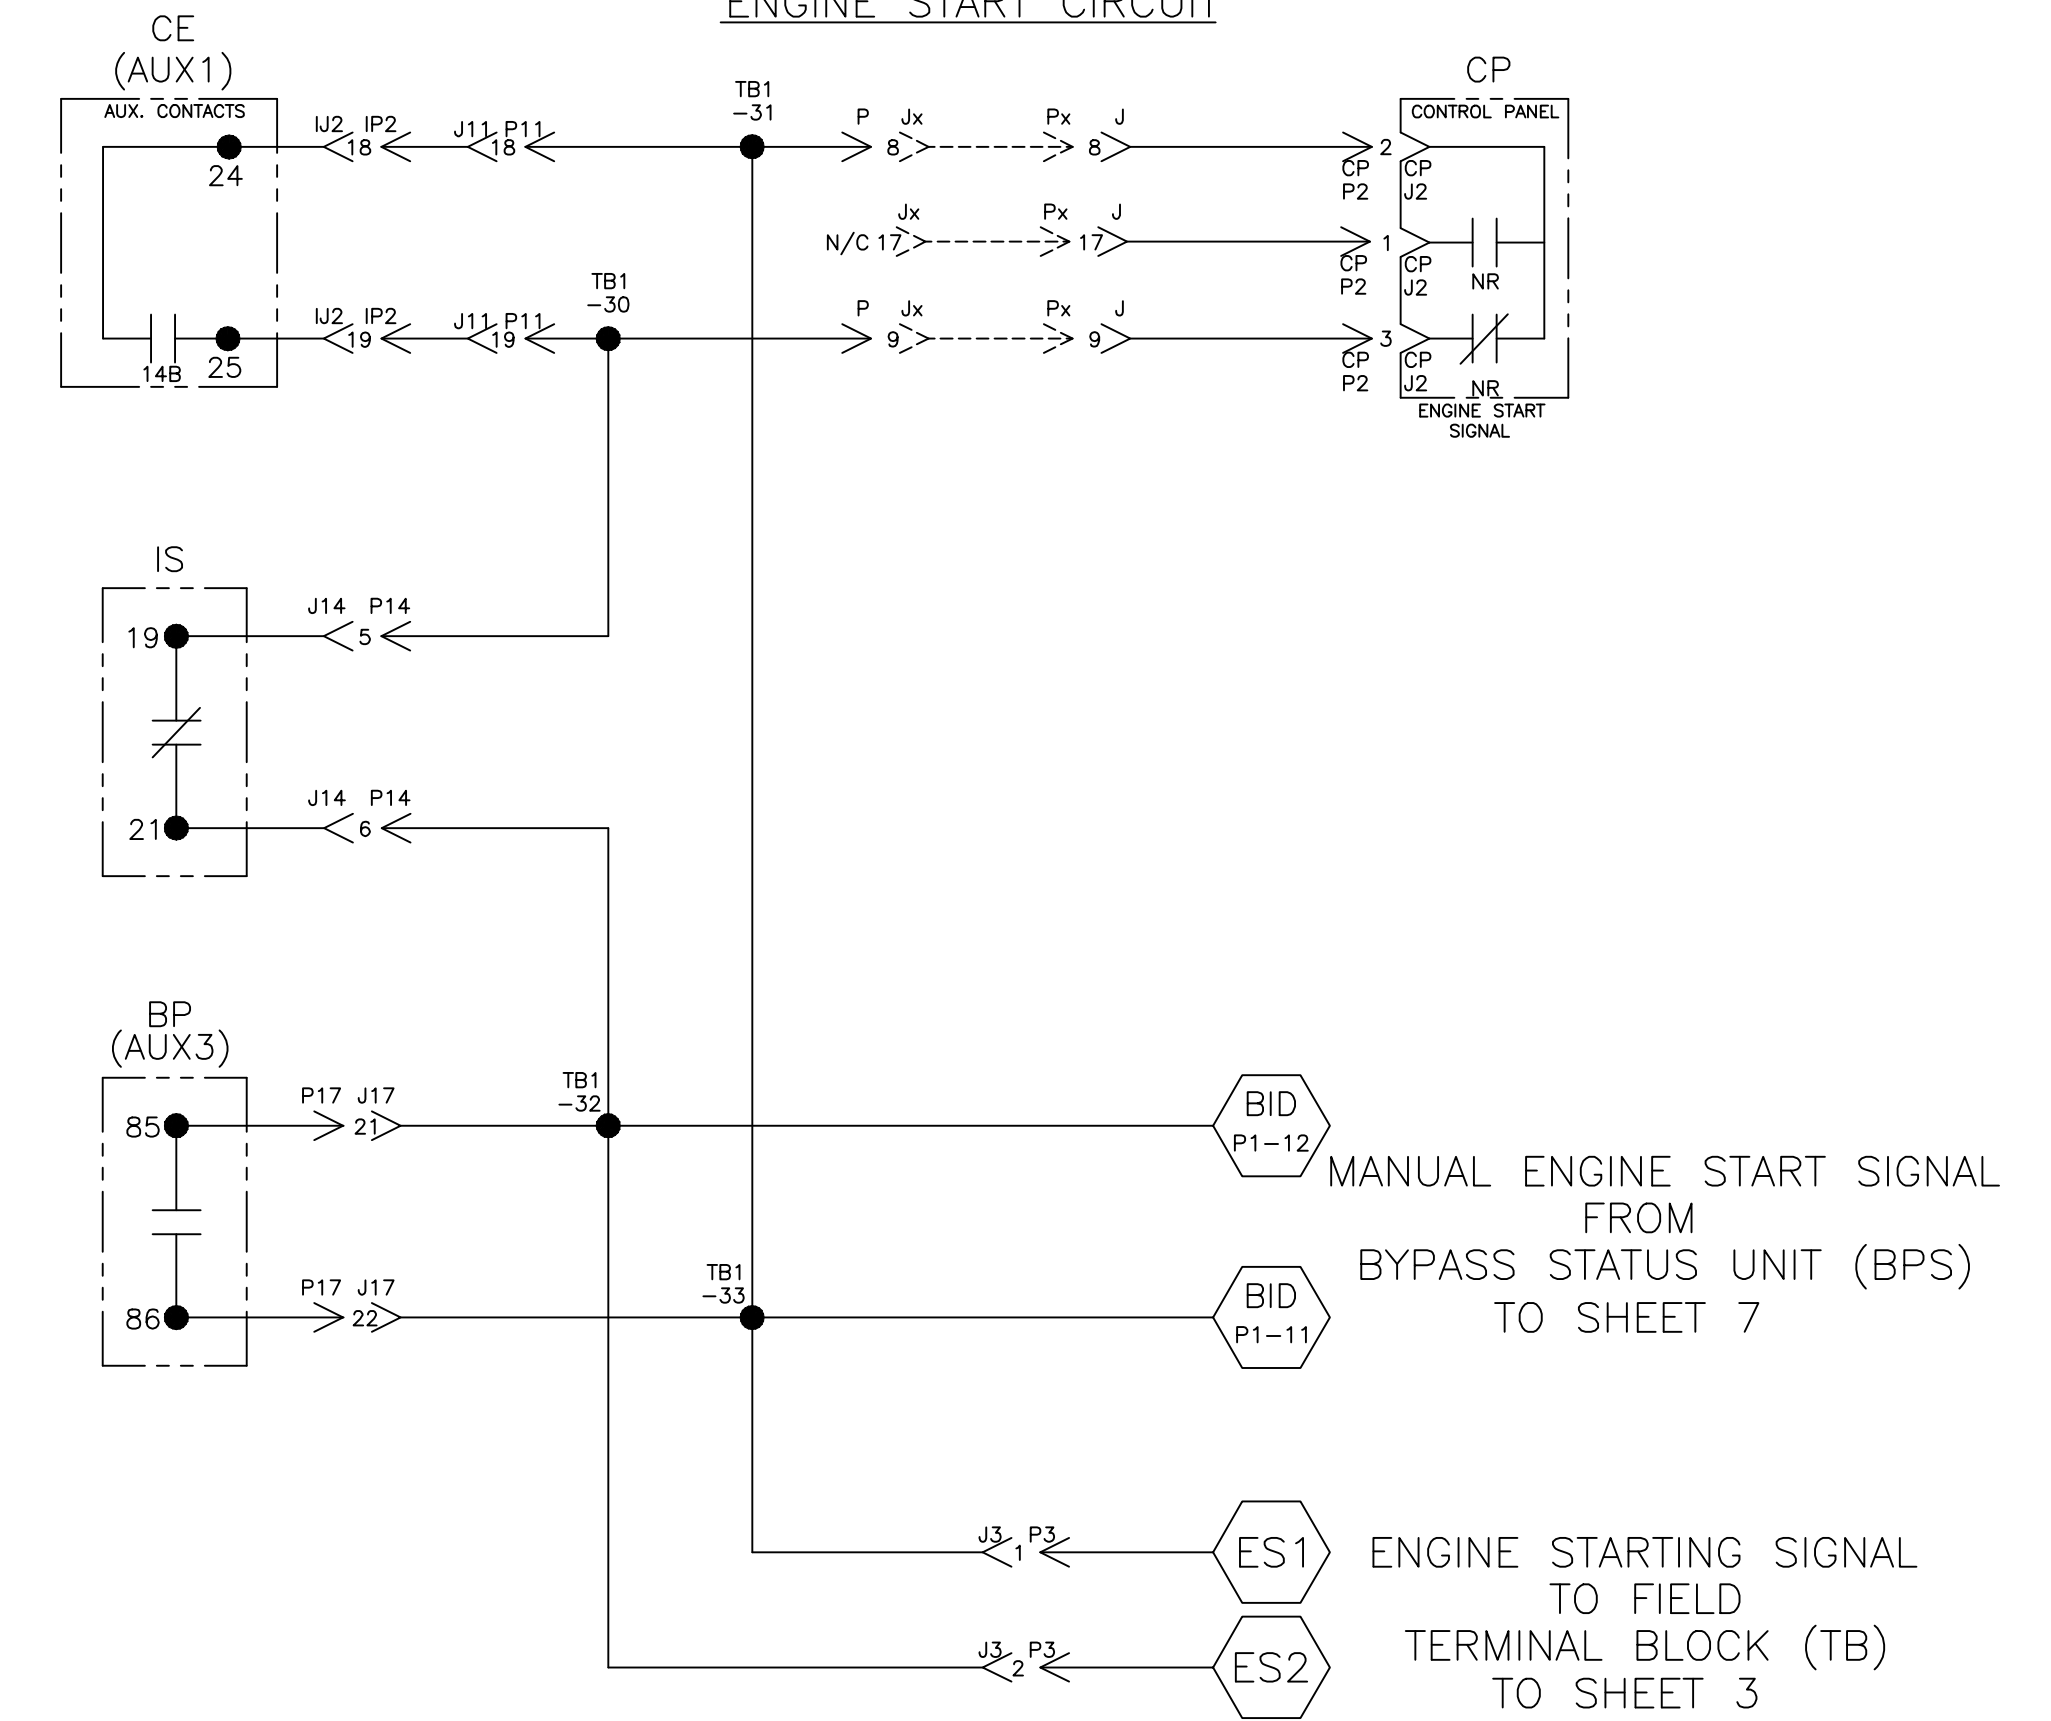 ENGINE START CIRCUIT
CE
(AUX1)
AUX. CONTACTS
24
14B
25
IJ2 IP2
18
J11 P11
18
TB1
-31
P Jx
8
Px J
8
2
CP
P2
CP
(CONTROL PANEL
CP
J2
N/C 17
Jx
Px J
17
1
CP
P2
CP
J2
NR
IJ2 IP2
19
J11 P11
19
TB1
-30
P Jx
9
Px J
9
3
CP
P2
CP
J2
NR
ENGINE START
SIGNAL
IS
19
J14 P14
5
21
J14 P14
6
BP
(AUX3)
85
P17 J17
21
TB1
-32
BID
P1-12
86
P17 J17
22
TB1
-33
BID
P1-11
MANUAL ENGINE START SIGNAL
FROM
BYPASS STATUS UNIT (BPS)
TO SHEET 7
J3 P3
1
ES1
J3 P3
2
ES2
ENGINE STARTING SIGNAL
TO FIELD
TERMINAL BLOCK (TB)
TO SHEET 3